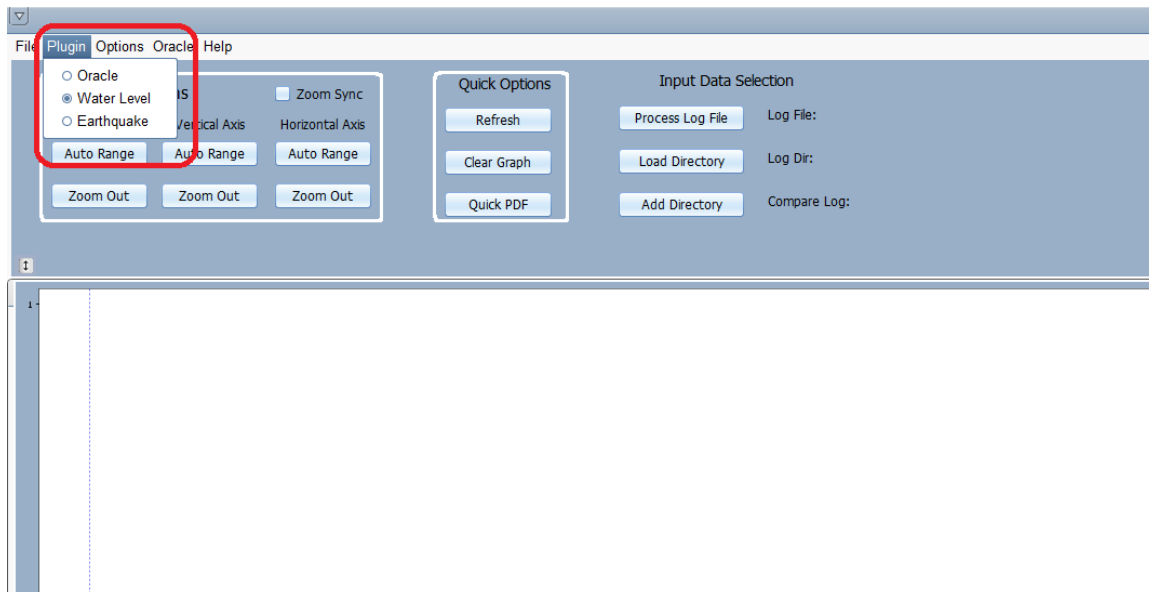 File Plugin Options Oracle Help
Oracle
Water Level
Earthquake
Zoom Sync
Vertical Axis Horizontal Axis
Auto Range Auto Range Auto Range
Zoom Out Zoom Out Zoom Out
Quick Options
Refresh
Clear Graph
Quick PDF
Input Data Selection
Process Log File Log File:
Load Directory Log Dir:
Add Directory Compare Log:
1